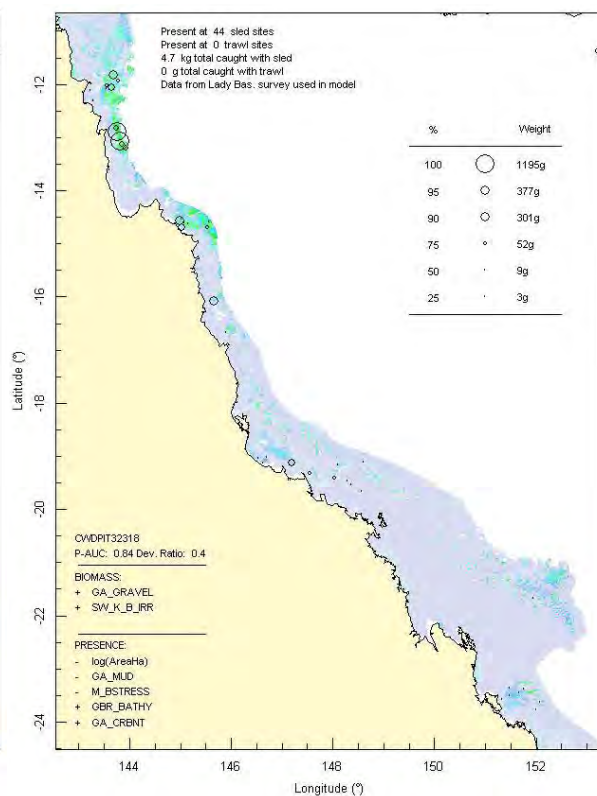 Present at 44 sled sites
Present at 0 trawl sites
4.7 kg total caught with sled
0 g total caught with trawl
Data from Lady Bas. survey used in model
% Weight
100 1195g
95 377g
90 301g
75 52g
50 9g
25 3g
-12
-14
-16
-18
-20
-22
-24
Latitude (°)
CWDPIT32318
P-AUC: 0.84 Dev. Ratio: 0.4
BIOMASS:
+ GA_GRAVEL
+ SW_K_B_IRR
PRESENCE:
- log(AreaHa)
- GA_MUD
- M_BSTRESS
+ GBR_BATHY
+ GA_CRBNT
144 146 148 150 152
Longitude (°)